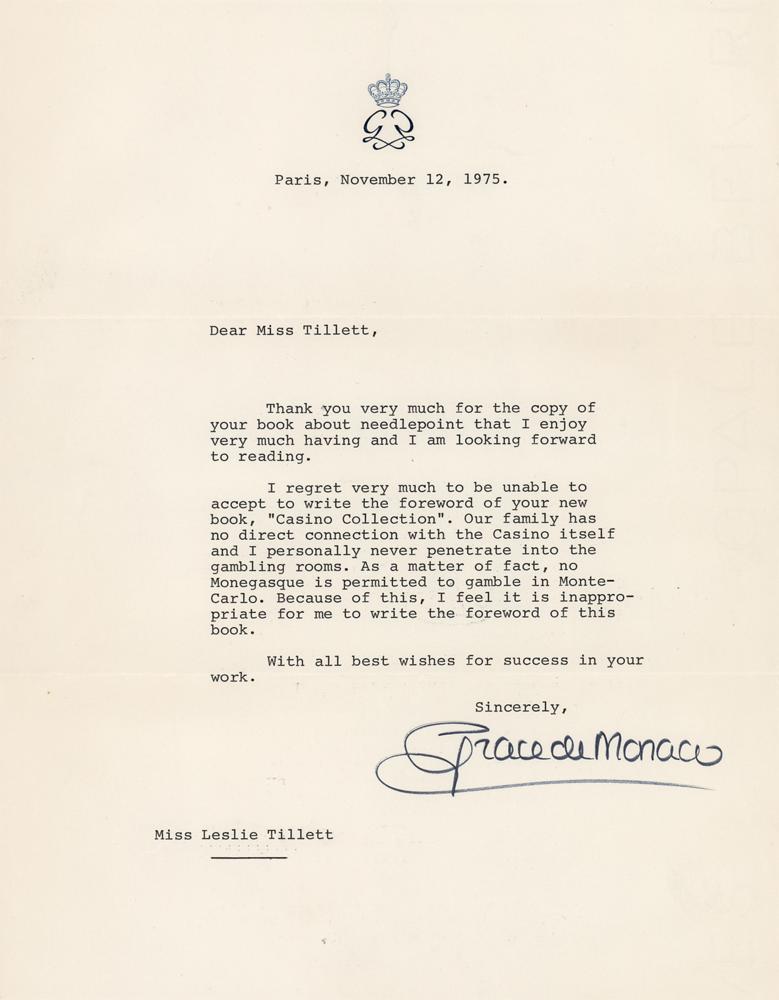 Paris, November 12, 1975.
Dear Miss Tillett,
Thank you very much for the copy of
your book about needlepoint that I enjoy
very much having and I am looking forward
to reading.
I regret very much to be unable to
accept to write the foreword of your new
book, "Casino Collection". Our family has
no direct connection with the Casino itself
and I personally never penetrate into the
gambling rooms. As a matter of fact, no
Monegasque is permitted to gamble in Monte-
Carlo. Because of this, I feel it is inappro-
priate for me to write the foreword of this
book.
With all best wishes for success in your
work.
Sincerely,
Grace de Monaco
Miss Leslie Tillett